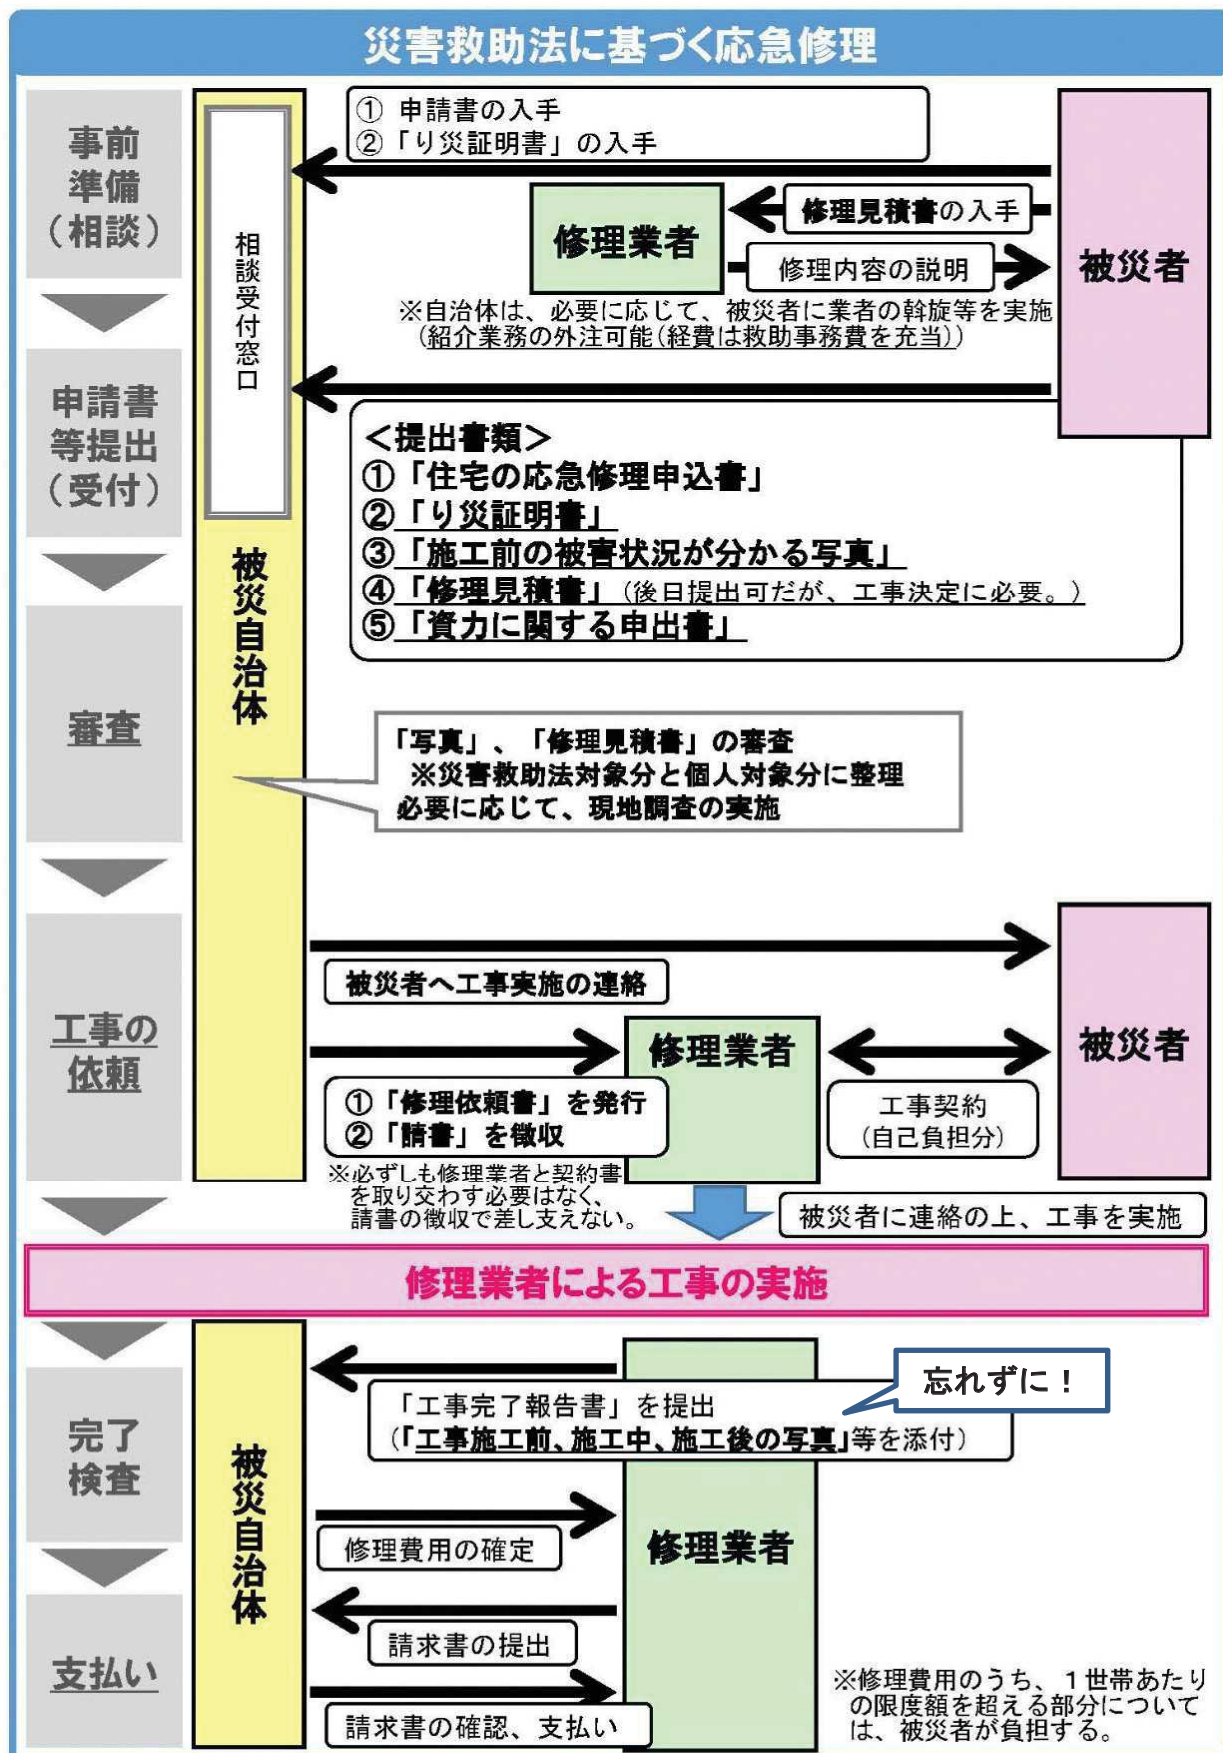 災害救助法に基づく応急修理
事前
準備
（相談）
相談受付窓口
① 申請書の入手
②「り災証明書」の入手
修理業者
修理見積書の入手
修理内容の説明
被災者
※自治体は、必要に応じて、被災者に業者の斡旋等を実施
（紹介業務の外注可能（経費は救助事務費を充当））
申請書
等提出
（受付）
＜提出書類＞
①「住宅の応急修理申込書」
②「り災証明書」
③「施工前の被害状況が分かる写真」
④「修理見積書」（後日提出可だが、工事決定に必要。）
⑤「資力に関する申出書」
被災自治体
審査
「写真」、「修理見積書」の審査
※災害救助法対象分と個人対象分に整理
必要に応じて、現地調査の実施
工事の
依頼
被災者へ工事実施の連絡
修理業者
被災者
①「修理依頼書」を発行
②「請書」を徴収
工事契約
（自己負担分）
※必ずしも修理業者と契約書
を取り交わす必要はなく、
請書の徴収で差し支えない。
被災者に連絡の上、工事を実施
修理業者による工事の実施
完了
検査
被災自治体
忘れずに！
「工事完了報告書」を提出
（「工事施工前、施工中、施工後の写真」等を添付）
修理費用の確定
修理業者
支払い
請求書の提出
請求書の確認、支払い
※修理費用のうち、１世帯あたり
の限度額を超える部分について
は、被災者が負担する。